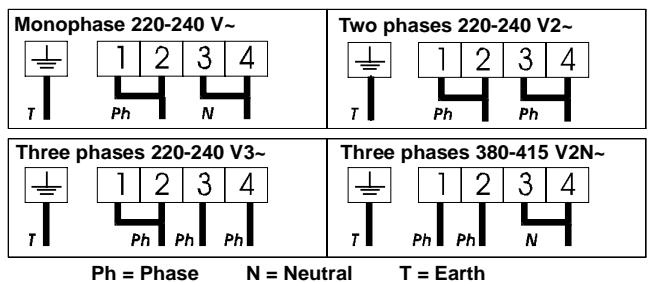 Monophase 220-240 V~
1 2 3 4
T Ph N
Two phases 220-240 V2~
1 2 3 4
T Ph Ph
Three phases 220-240 V3~
1 2 3 4
T Ph Ph Ph
Three phases 380-415 V2N~
1 2 3 4
T Ph Ph N
Ph = Phase N = Neutral T = Earth